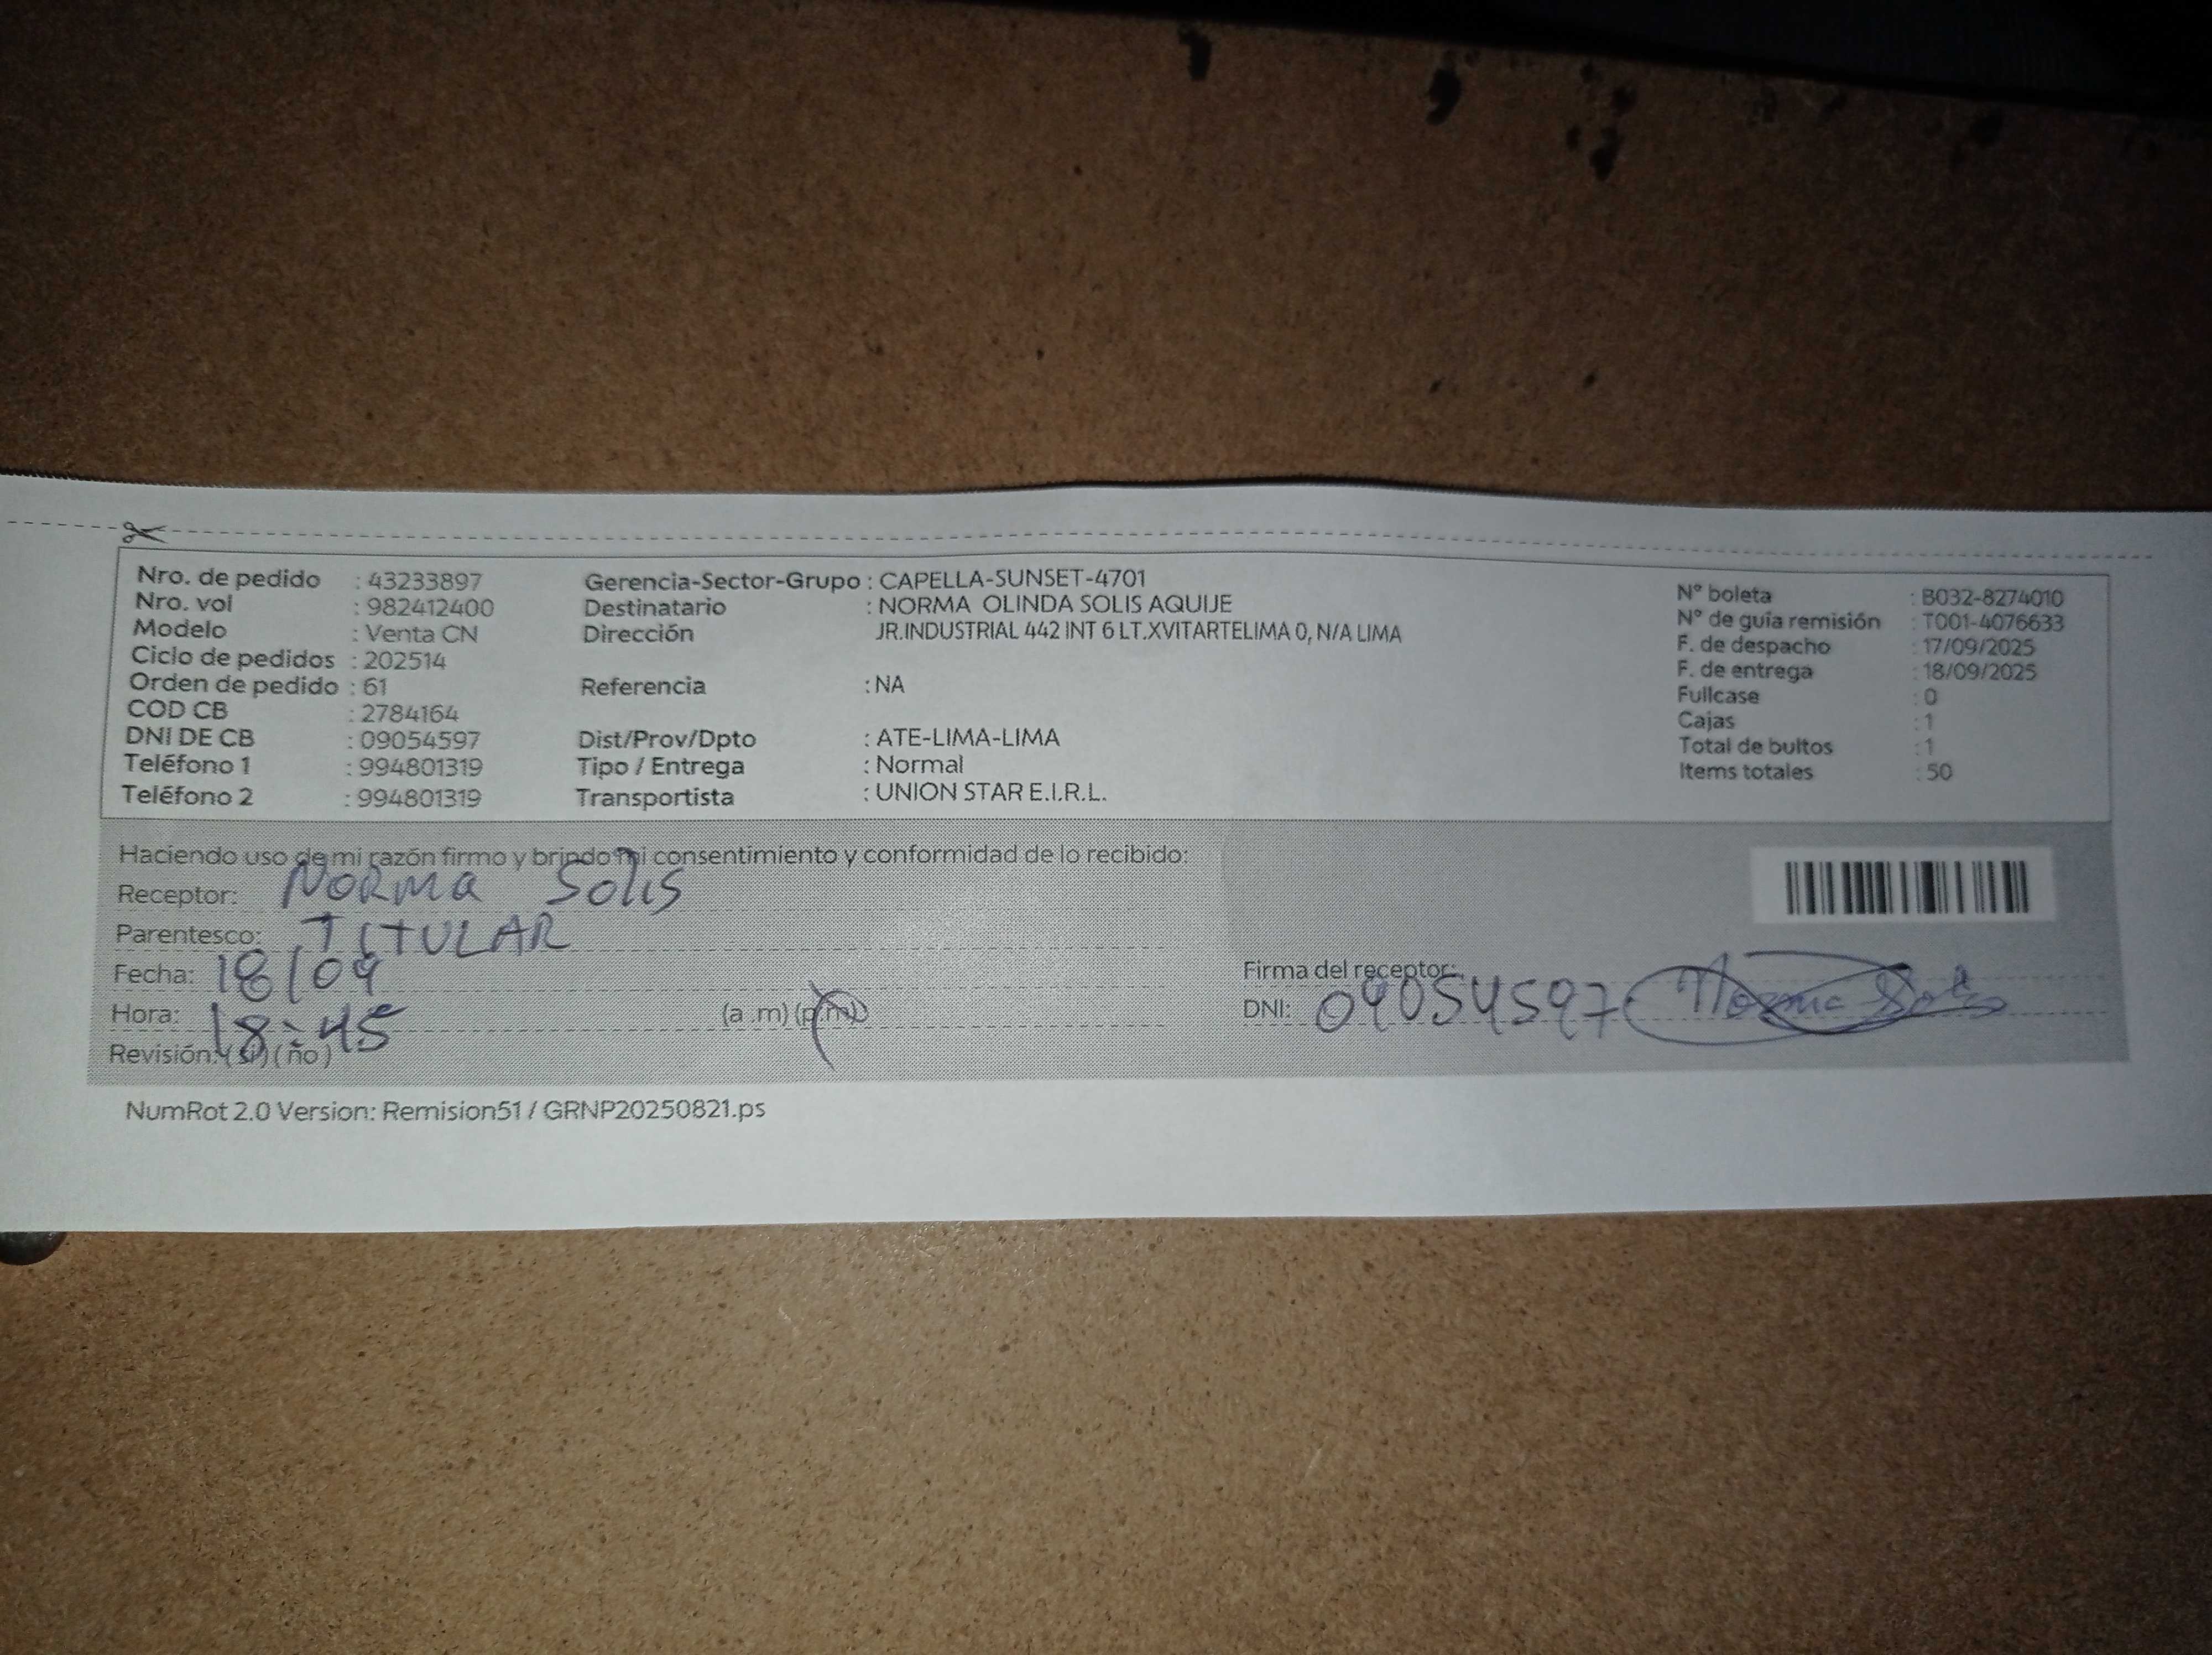 Nro. de pedido : 43233897
Nro. vol : 982412400
Modelo : Venta CN
Ciclo de pedidos : 202514
Orden de pedido : 61
COD CB : 2784164
DNI DE CB : 09054597
Teléfono 1 : 994801319
Teléfono 2 : 994801319
Gerencia-Sector-Grupo : CAPELLA-SUNSET-4701
Destinatario : NORMA OLINDA SOLIS AQUIJE
Dirección JR.INDUSTRIAL 442 INT 6 LT.XVITARTELIMA 0, N/A LIMA
Referencia : NA
Dist/Prov/Dpto : ATE-LIMA-LIMA
Tipo / Entrega : Normal
Transportista : UNION STAR E.I.R.L.
N° boleta : B032-8274010
N° de guía remisión : T001-4076633
F. de despacho : 17/09/2025
F. de entrega : 18/09/2025
Fullcase : 0
Cajas : 1
Total de bultos : 1
Items totales : 50
Haciendo uso de mi razón firmo y brindo mi consentimiento y conformidad de lo recibido:
Receptor: NORMA SOLIS
Parentesco: TITULAR
Fecha: 18/09
Hora: 18:45 (a .m) (p.m)
Revisión: (si) (no)
Firma del receptor:
DNI: 09054597 Norma Solis
NumRot 2.0 Version: Remision51 / GRNP20250821.ps